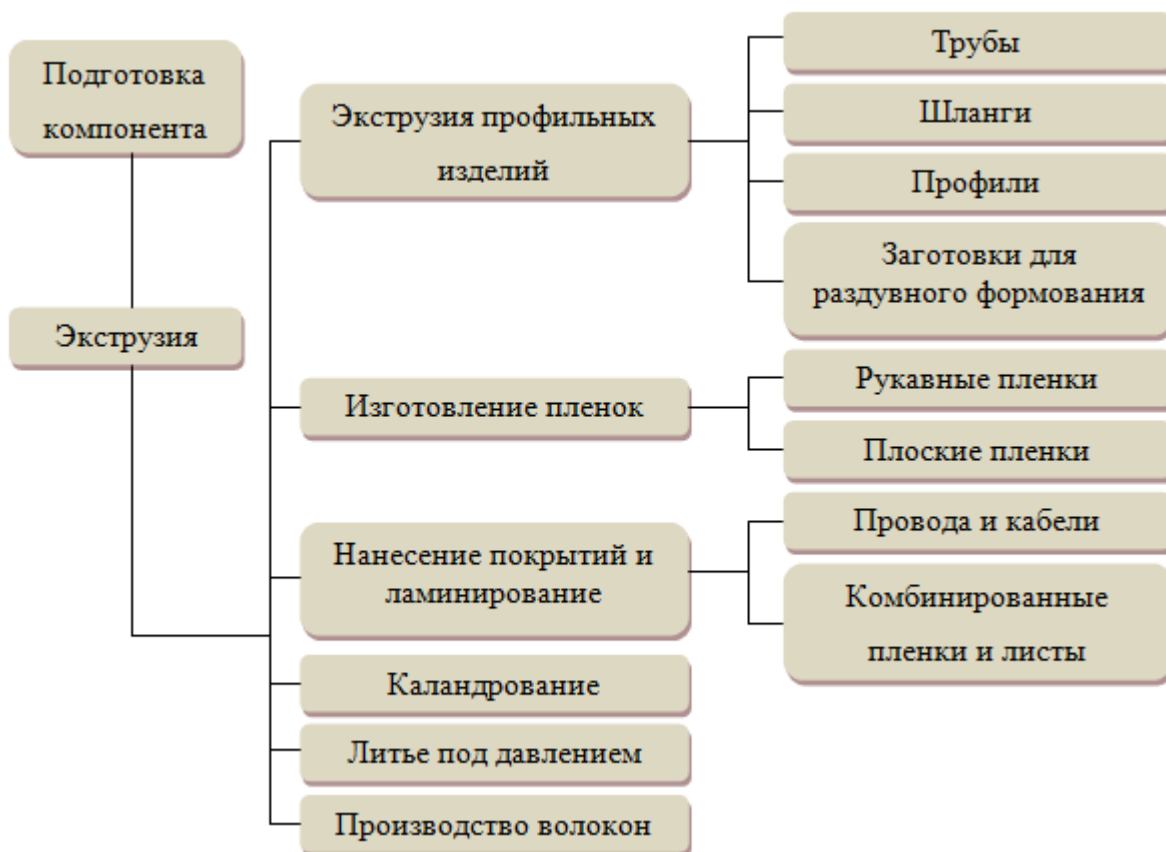 Подготовка
компонента
Экструзия
Экструзия профильных
изделий
Трубы
Шланги
Профили
Заготовки для
раздувного формования
Изготовление пленок
Рукавные пленки
Плоские пленки
Нанесение покрытий и
ламинирование
Провода и кабели
Комбинированные
пленки и листы
Каландрование
Литье под давлением
Производство волокон